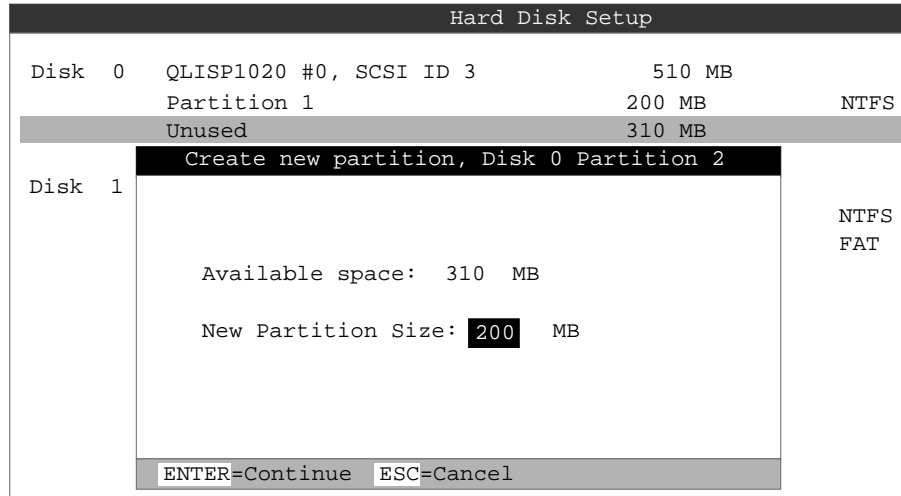 Hard Disk Setup
Disk 0 QLISP1020 #0, SCSI ID 3 510 MB
Partition 1 200 MB NTFS
Unused 310 MB
Create new partition, Disk 0 Partition 2
Disk 1
NTFS
FAT
Available space: 310 MB
New Partition Size: 200 MB
ENTER=Continue ESC=Cancel